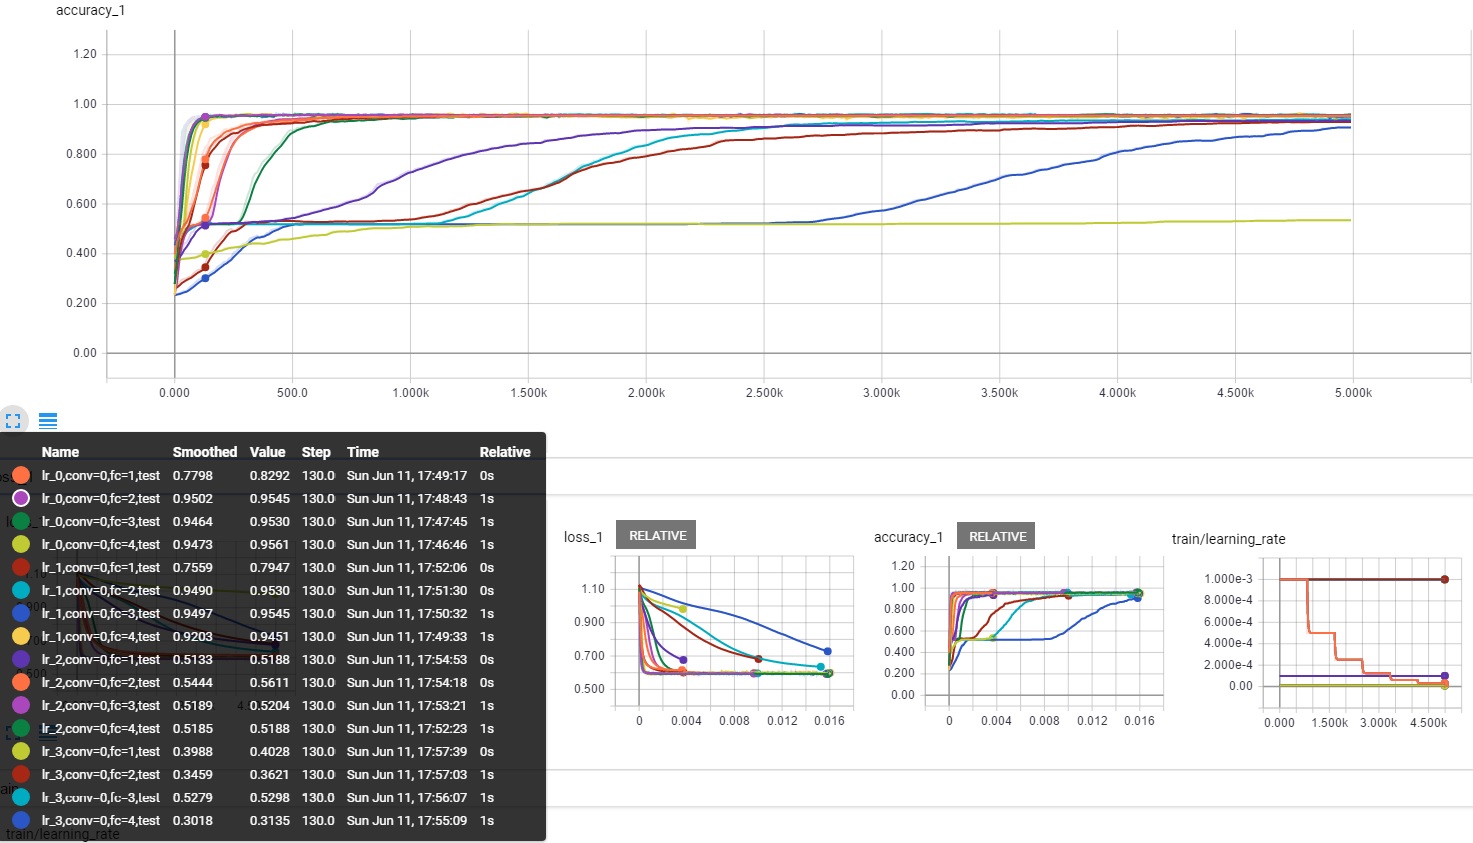 accuracy_1
1.20
1.00
0.800
0.600
0.400
0.200
0.00
0.000 500.0 1.000k 1.500k 2.000k 2.500k 3.000k 3.500k 4.000k 4.500k 5.000k
Name Smoothed Value Step Time Relative
lr_0,conv=0,fc=1,test 0.7798 0.8292 130.0 Sun Jun 11, 17:49:17 0s
lr_0,conv=0,fc=2,test 0.9502 0.9545 130.0 Sun Jun 11, 17:48:43 1s
lr_0,conv=0,fc=3,test 0.9464 0.9530 130.0 Sun Jun 11, 17:47:45 1s
lr_0,conv=0,fc=4,test 0.9473 0.9561 130.0 Sun Jun 11, 17:46:46 1s
lr_1,conv=0,fc=1,test 0.7559 0.7947 130.0 Sun Jun 11, 17:52:06 0s
lr_1,conv=0,fc=2,test 0.9490 0.9530 130.0 Sun Jun 11, 17:51:30 0s
lr_1,conv=0,fc=3,test 0.9497 0.9545 130.0 Sun Jun 11, 17:50:32 1s
lr_1,conv=0,fc=4,test 0.9203 0.9451 130.0 Sun Jun 11, 17:49:33 1s
lr_2,conv=0,fc=1,test 0.5133 0.5188 130.0 Sun Jun 11, 17:54:53 0s
lr_2,conv=0,fc=2,test 0.5444 0.5611 130.0 Sun Jun 11, 17:54:18 0s
lr_2,conv=0,fc=3,test 0.5189 0.5204 130.0 Sun Jun 11, 17:53:21 1s
lr_2,conv=0,fc=4,test 0.5185 0.5188 130.0 Sun Jun 11, 17:52:23 1s
lr_3,conv=0,fc=1,test 0.3988 0.4028 130.0 Sun Jun 11, 17:57:39 0s
lr_3,conv=0,fc=2,test 0.3459 0.3621 130.0 Sun Jun 11, 17:57:03 1s
lr_3,conv=0,fc=3,test 0.5279 0.5298 130.0 Sun Jun 11, 17:56:07 1s
lr_3,conv=0,fc=4,test 0.3018 0.3135 130.0 Sun Jun 11, 17:55:09 1s
train/learning_rate
loss_1 RELATIVE
1.10
0.900
0.700
0.500
0 0.004 0.008 0.012 0.016
accuracy_1 RELATIVE
1.20
1.00
0.800
0.600
0.400
0.200
0.00
0 0.004 0.008 0.012 0.016
train/learning_rate
1.000e-3
8.000e-4
6.000e-4
4.000e-4
2.000e-4
0.00
0.000 1.500k 3.000k 4.500k